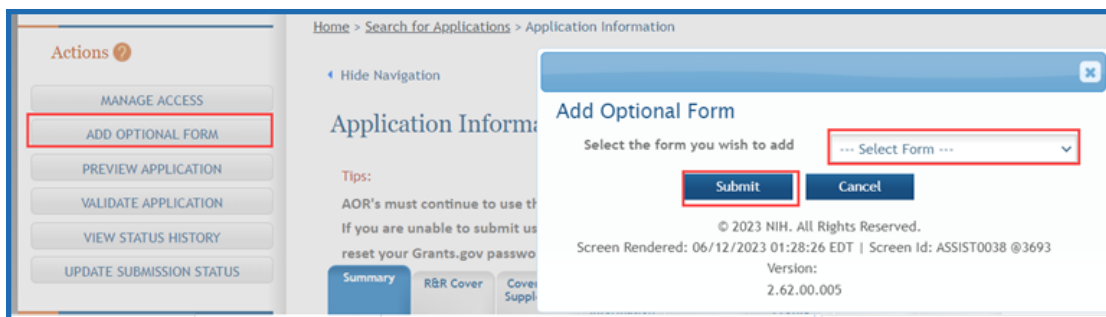 Home > Search for Applications > Application Information
Actions ?
Hide Navigation
MANAGE ACCESS
ADD OPTIONAL FORM
PREVIEW APPLICATION
VALIDATE APPLICATION
VIEW STATUS HISTORY
UPDATE SUBMISSION STATUS
Application Informa
Tips:
AOR's must continue to use th
If you are unable to submit us
reset your Grants.gov passwo
Summary
R&R Cover
Cover
Suppl
Add Optional Form
Select the form you wish to add
--- Select Form ---
Submit
Cancel
© 2023 NIH. All Rights Reserved.
Screen Rendered: 06/12/2023 01:28:26 EDT | Screen Id: ASSIST0038 @3693
Version:
2.62.00.005